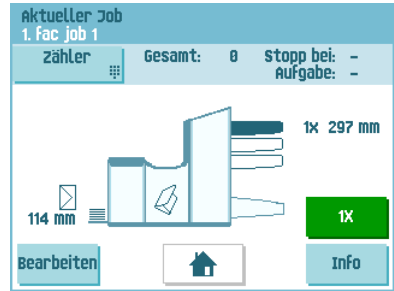 Aktueller Job
1. Fac job 1
Zähler
Gesamt: 0
Stopp bei: -
Aufgabe: -
1x 297 mm
114 mm
1X
Bearbeiten
Info